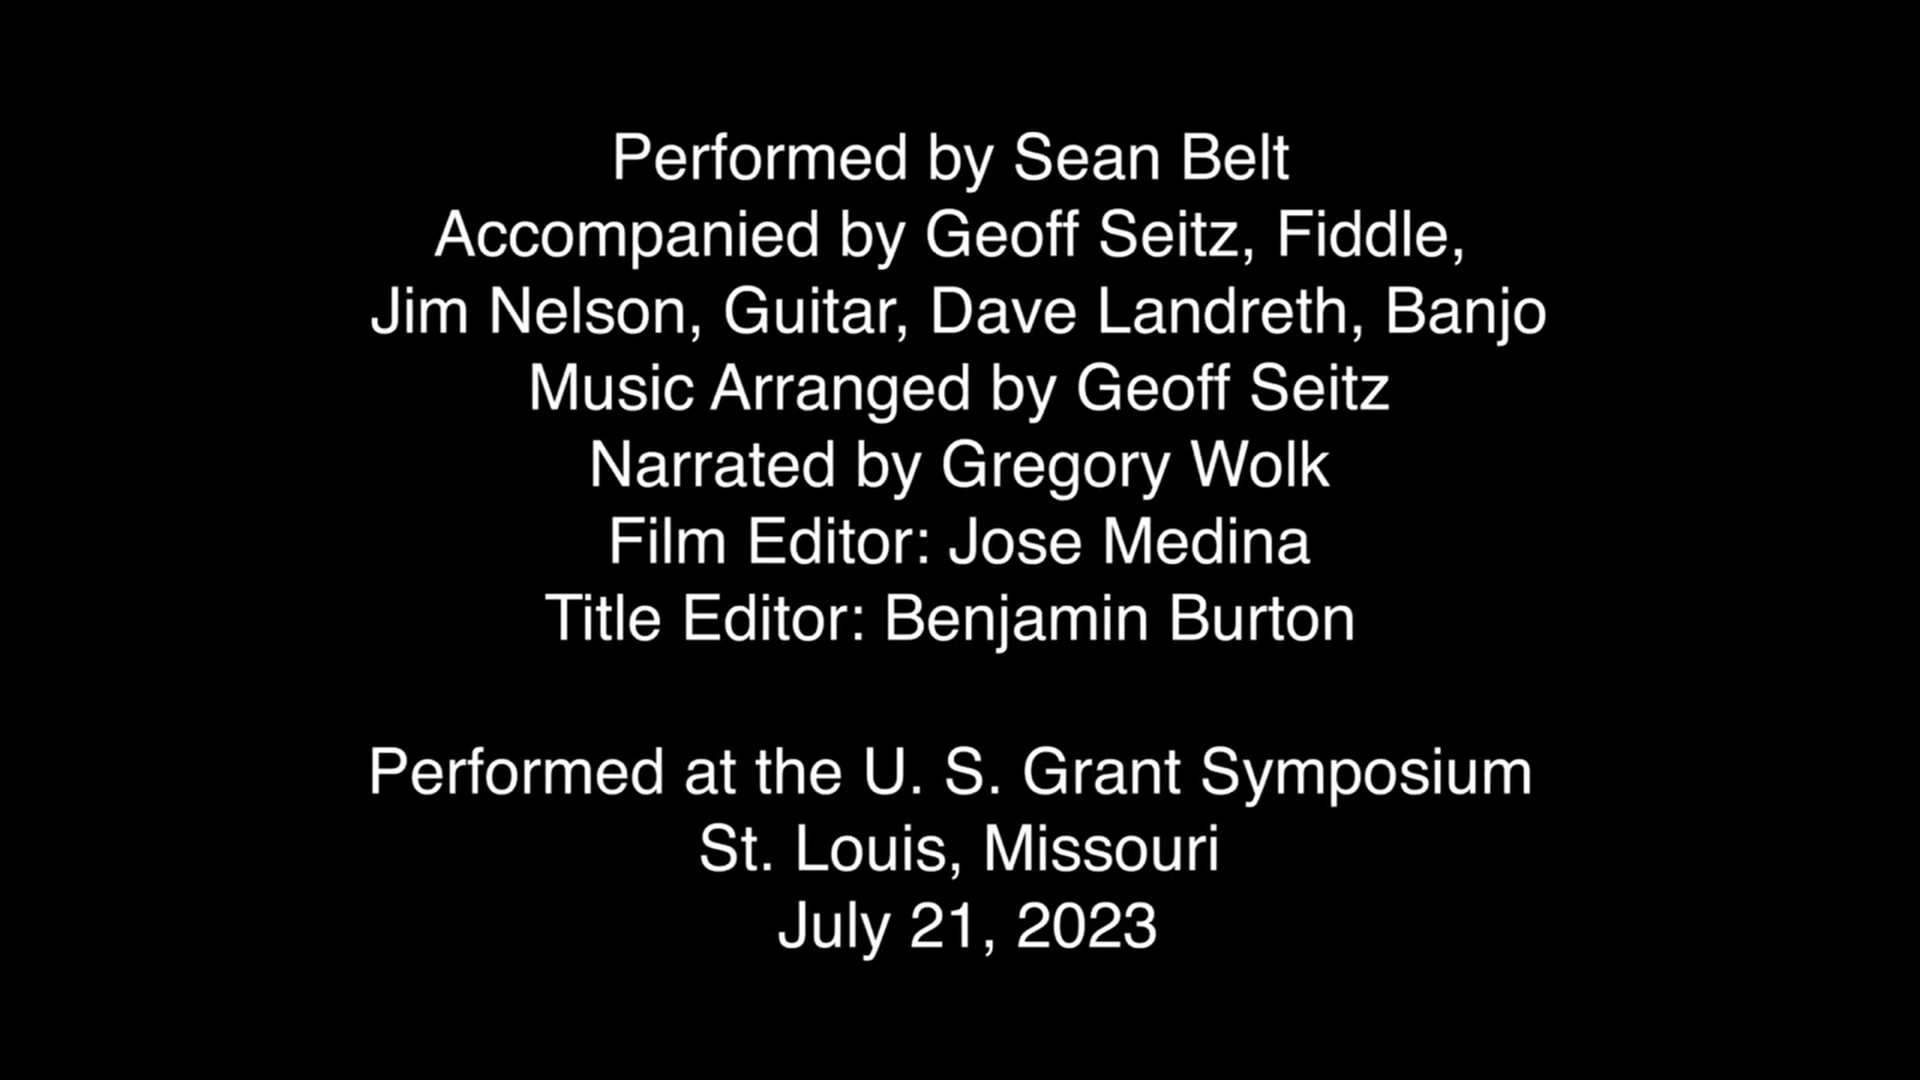 Performed by Sean Belt
Accompanied by Geoff Seitz, Fiddle,
Jim Nelson, Guitar, Dave Landreth, Banjo
Music Arranged by Geoff Seitz
Narrated by Gregory Wolk
Film Editor: Jose Medina
Title Editor: Benjamin Burton
Performed at the U. S. Grant Symposium
St. Louis, Missouri
July 21, 2023